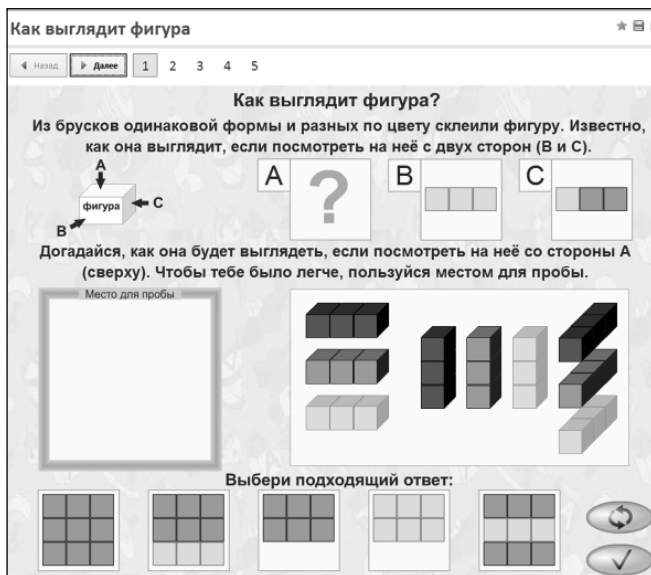 Как выглядит фигура
Назад Далее 1 2 3 4 5
Как выглядит фигура?
Из брусков одинаковой формы и разных по цвету склеили фигуру. Известно,
как она выглядит, если посмотреть на неё с двух сторон (В и С).
А
фигура
С
В
А
?
В
С
Догадайся, как она будет выглядеть, если посмотреть на неё со стороны А
(сверху). Чтобы тебе было легче, пользуйся местом для пробы.
Место для пробы
Выбери подходящий ответ: